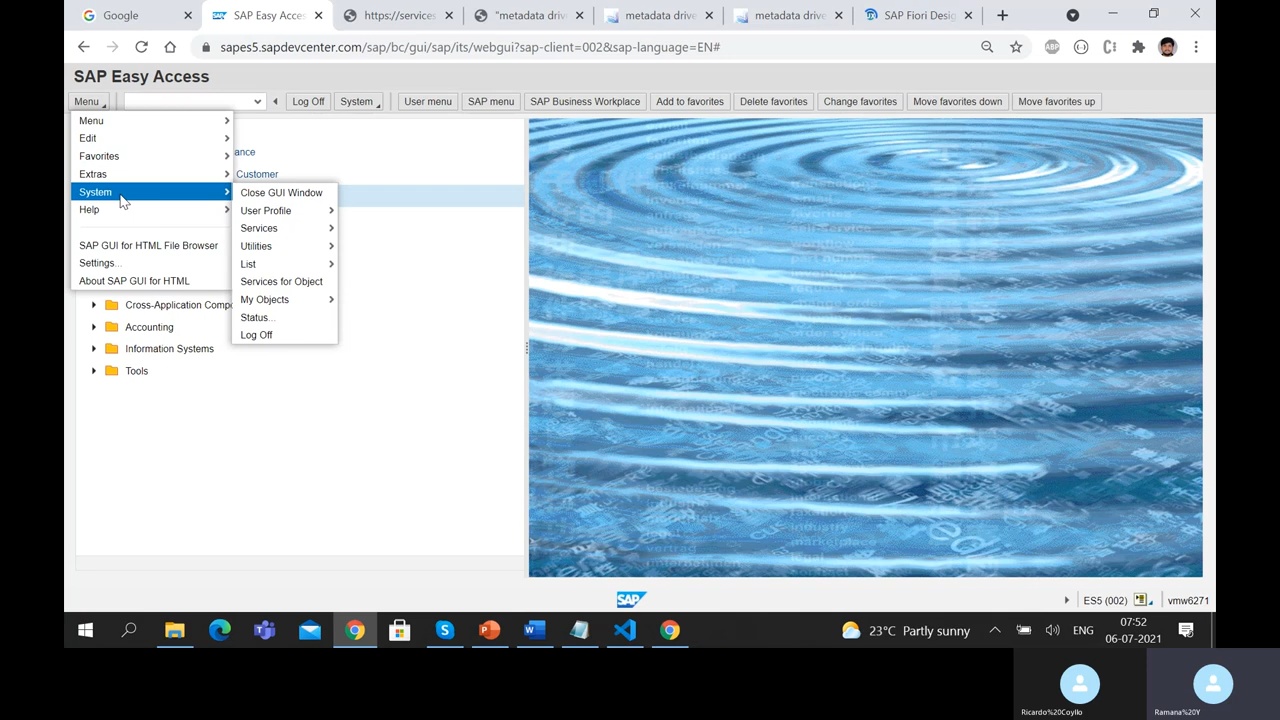 Google
SAP Easy Acce
https://services
"metadata drive
metadata drive
metadata drive
SAP Fiori Desig
sapes5.sapdevcenter.com/sap/bc/gui/sap/its/webgui?sap-client=002&sap-language=EN#
ABP
SAP Easy Access
Menu
Log Off
System
User menu
SAP menu
SAP Business Workplace
Add to favorites
Delete favorites
Change favorites
Move favorites down
Move favorites up
Menu
Edit
Favorites
Extras
System
Help
SAP GUI for HTML File Browser
Settings...
About SAP GUI for HTML
ance
Customer
Close GUI Window
User Profile
Services
Utilities
List
Services for Object
My Objects
Status...
Log Off
Cross-Application Compo
Accounting
Information Systems
Tools
SAP
ES5 (002)
vmw6271
23°C Partly sunny
ENG
07:52
06-07-2021
Ricardo%20Coyllo
Ramana%20Y